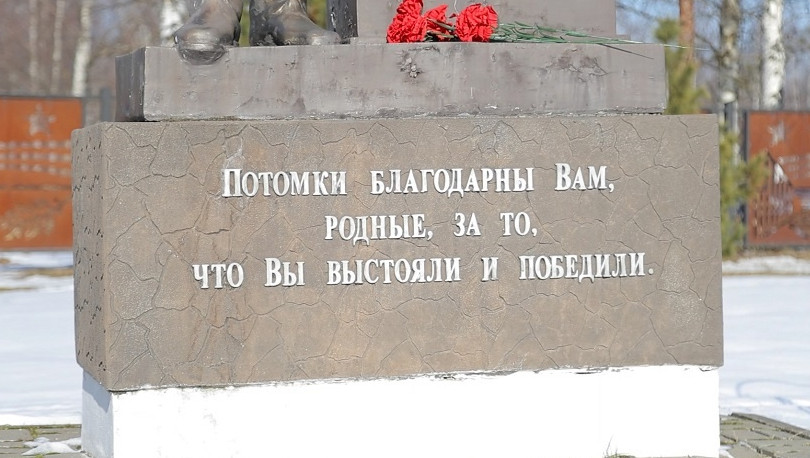 Потомки благодарны Вам,
родные, за то,
что Вы выстояли и победили.